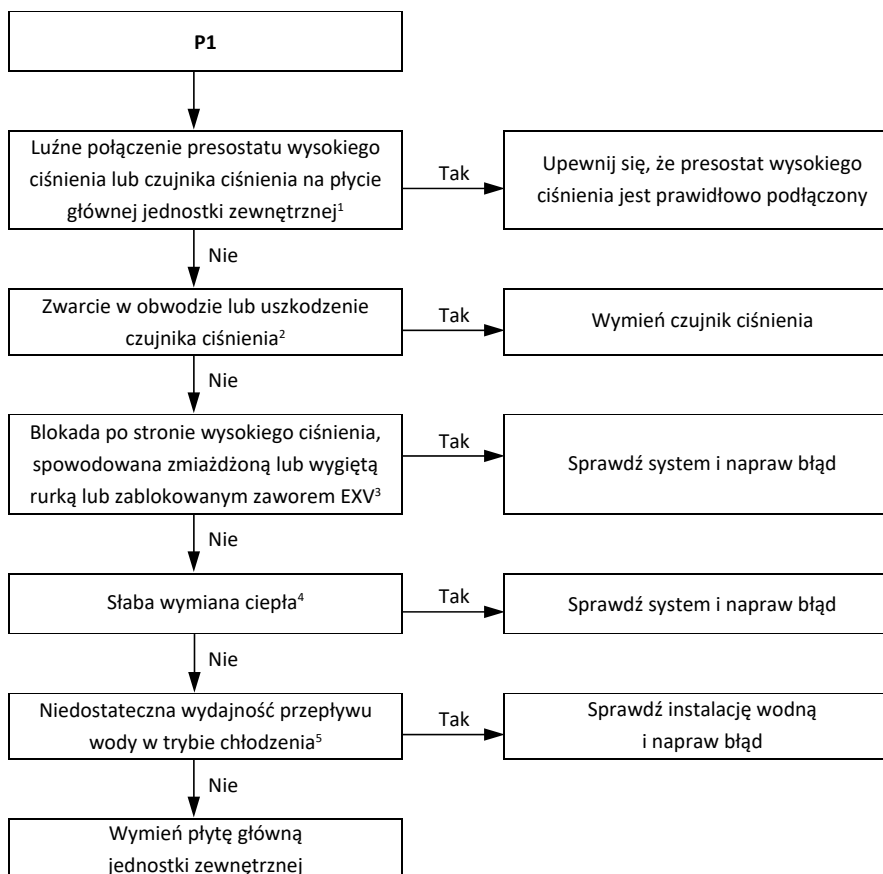 P1
Luźne połączenie presostatu wysokiego
ciśnienia lub czujnika ciśnienia na płycie
głównej jednostki zewnętrznej¹
Tak
Upewnij się, że presostat wysokiego
ciśnienia jest prawidłowo podłączony
Nie
Zwarcie w obwodzie lub uszkodzenie
czujnika ciśnienia²
Tak
Wymień czujnik ciśnienia
Nie
Blokada po stronie wysokiego ciśnienia,
spowodowana zmiażdżoną lub wygiętą
rurką lub zablokowanym zaworem EXV³
Tak
Sprawdź system i napraw błąd
Nie
Słaba wymiana ciepła⁴
Tak
Sprawdź system i napraw błąd
Nie
Niedostateczna wydajność przepływu
wody w trybie chłodzenia⁵
Tak
Sprawdź instalację wodną
i napraw błąd
Nie
Wymień płytę główną
jednostki zewnętrznej